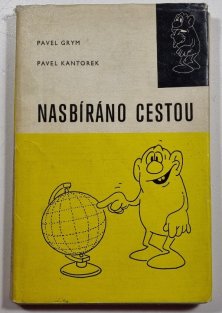 PAVEL GRYM
PAVEL KANTOREK
NASBÍRÁNO CESTOU